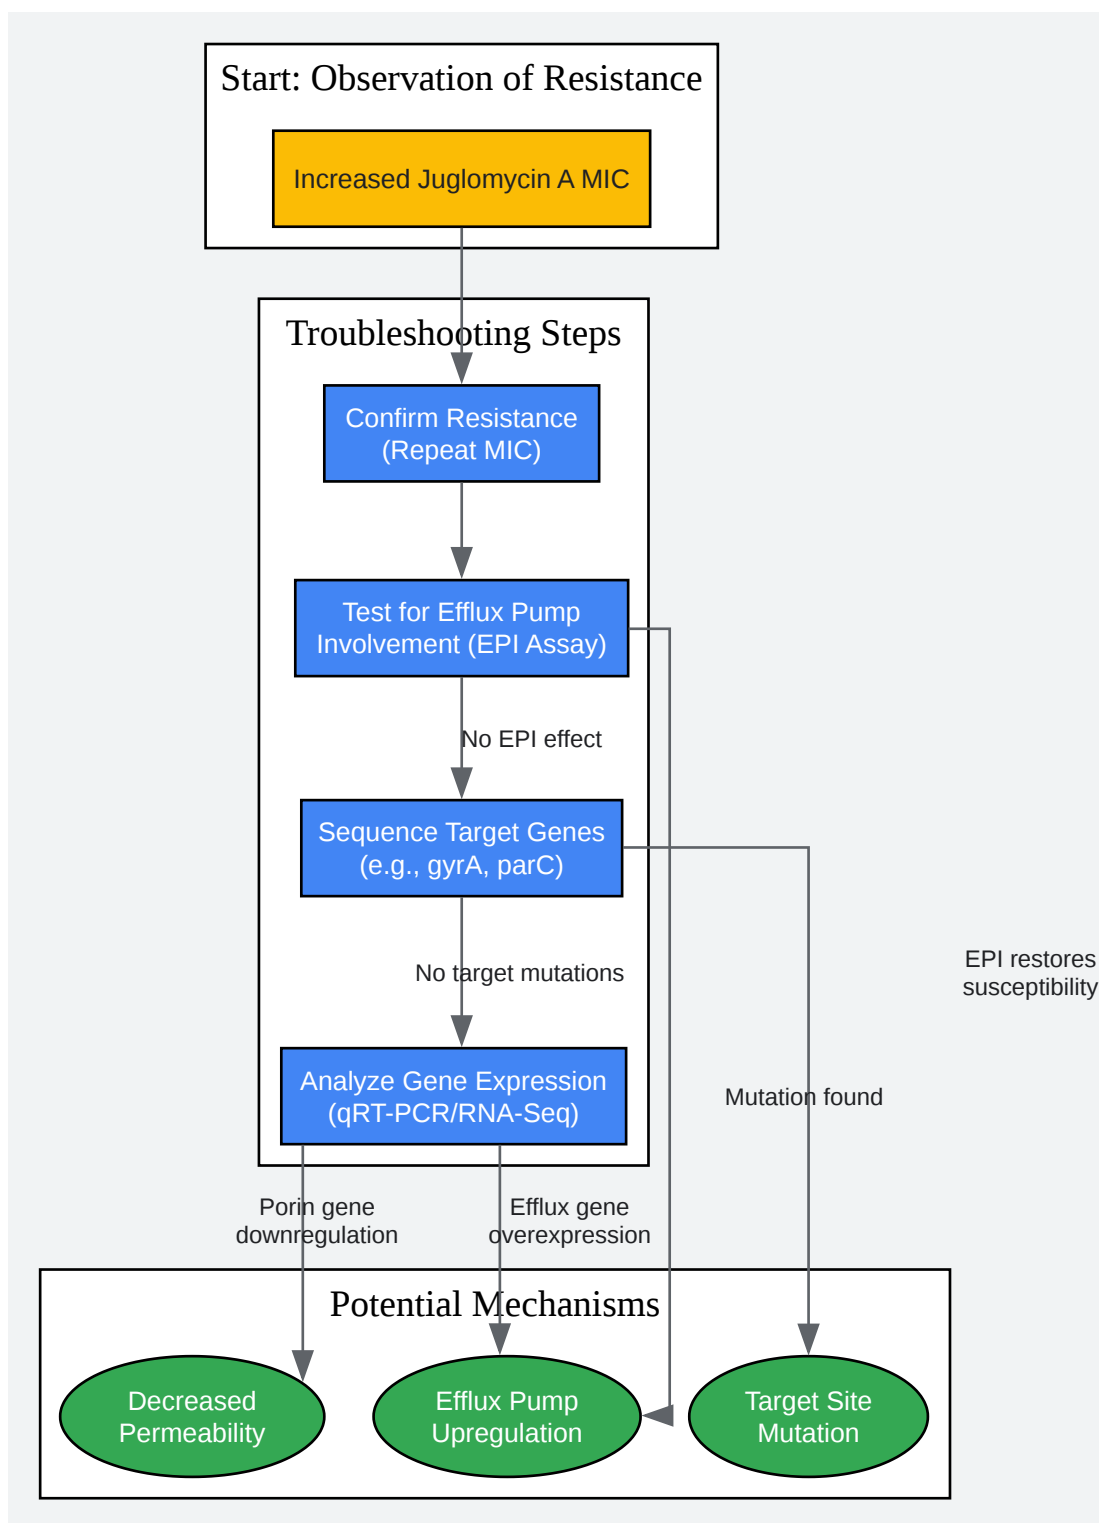 Start: Observation of Resistance
Increased Juglomycin A MIC
Troubleshooting Steps
Confirm Resistance
(Repeat MIC)
Test for Efflux Pump
Involvement (EPI Assay)
No EPI effect
Sequence Target Genes
(e.g., gyrA, parC)
No target mutations
EPI restores
susceptibility
Analyze Gene Expression
(qRT-PCR/RNA-Seq)
Mutation found
Porin gene
downregulation
Efflux gene
overexpression
Potential Mechanisms
Decreased
Permeability
Efflux Pump
Upregulation
Target Site
Mutation